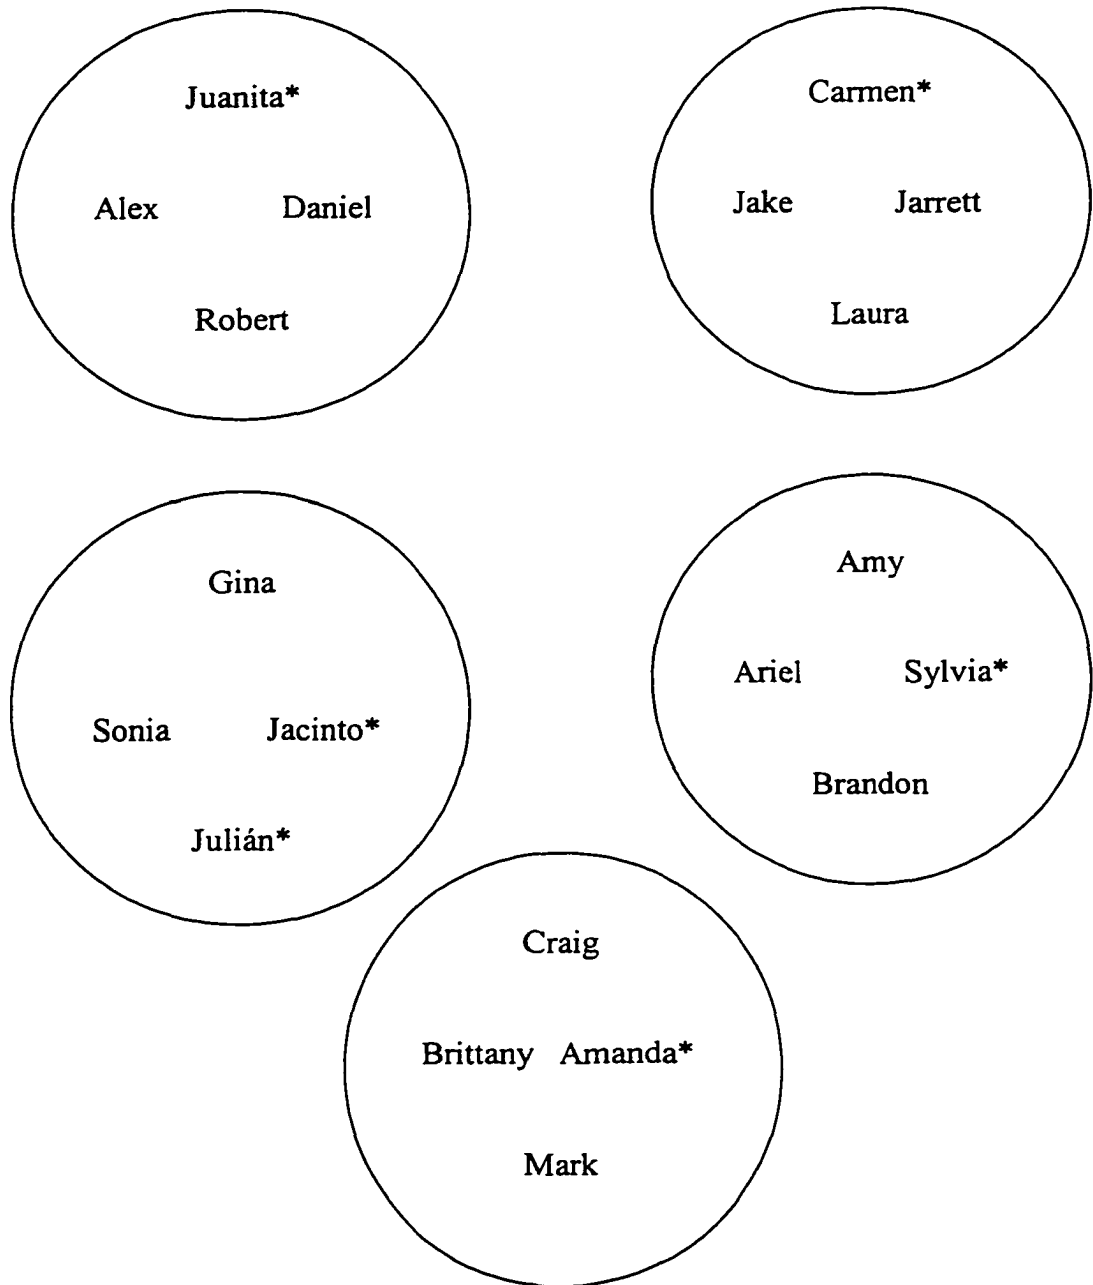 Juanita*
Alex Daniel
Robert
Carmen*
Jake Jarrett
Laura
Gina
Sonia Jacinto*
Julián*
Amy
Ariel Sylvia*
Brandon
Craig
Brittany Amanda*
Mark